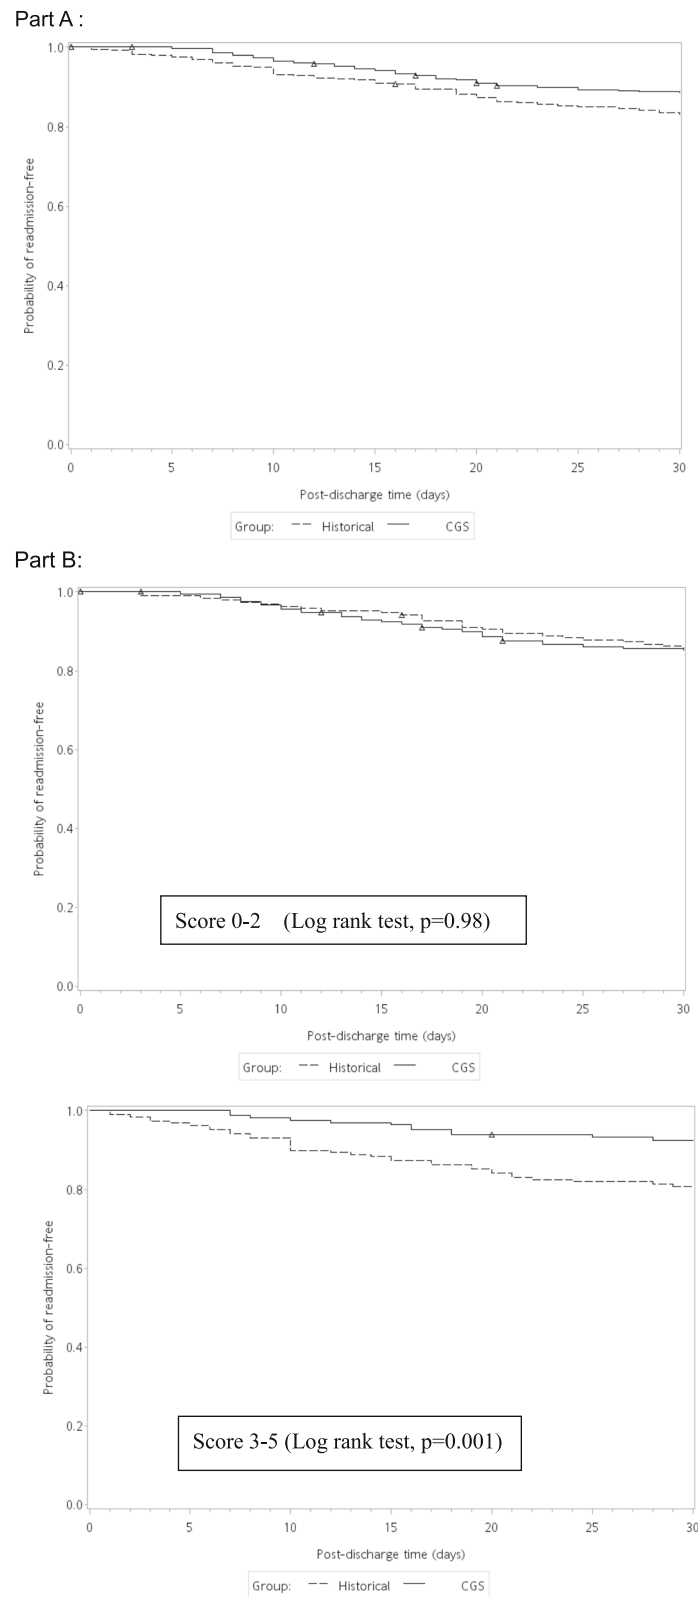 Part A :
1.0
0.8
0.6
0.4
0.2
0.0
Probability of readmission-free
0 5 10 15 20 25 30
Post-discharge time (days)
Group: Historical CGS
Part B:
1.0
0.8
0.6
0.4
0.2
0.0
Probability of readmission-free
Score 0-2 (Log rank test, p=0.98)
0 5 10 15 20 25 30
Post-discharge time (days)
Group: Historical CGS
1.0
0.8
0.6
0.4
0.2
0.0
Probability of readmission-free
Score 3-5 (Log rank test, p=0.001)
0 5 10 15 20 25 30
Post-discharge time (days)
Group: Historical CGS